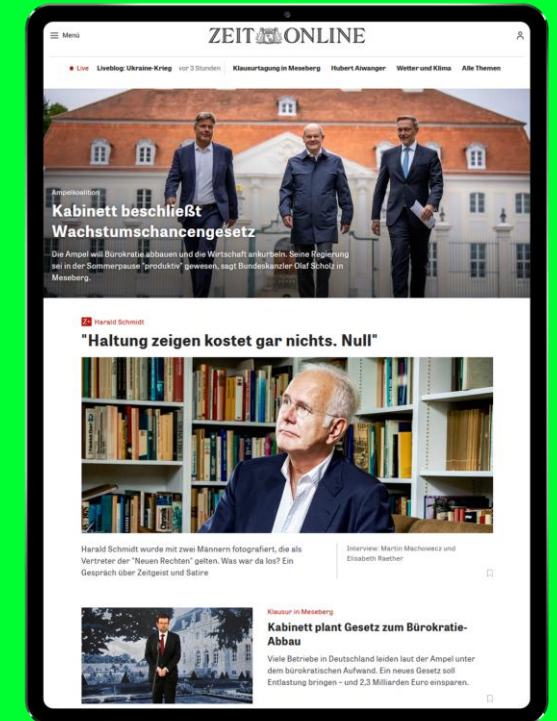 Menü
ZEIT ONLINE
Live Liveblog: Ukraine-Krieg vor 3 Stunden Klausurtagung in Meseberg Hubert Aiwanger Wetter und Klima Alle Themen
Ampelkoalition
Kabinett beschließt
Wachstumschancengesetz
Die Ampel will Bürokratie abbauen und die Wirtschaft ankurbeln. Seine Regierung
sei in der Sommerpause "produktiv" gewesen, sagt Bundeskanzler Olaf Scholz in
Meseberg.
Z+ Harald Schmidt
"Haltung zeigen kostet gar nichts. Null"
Harald Schmidt wurde mit zwei Männern fotografiert, die als
Vertreter der "Neuen Rechten" gelten. Was war da los? Ein
Gespräch über Zeitgeist und Satire
Interview: Martin Machowecz und
Elisabeth Raether
Klausur in Meseberg
Kabinett plant Gesetz zum Bürokratie-
Abbau
Viele Betriebe in Deutschland leiden laut der Ampel unter
dem bürokratischen Aufwand. Ein neues Gesetz soll
Entlastung bringen – und 2,3 Milliarden Euro einsparen.